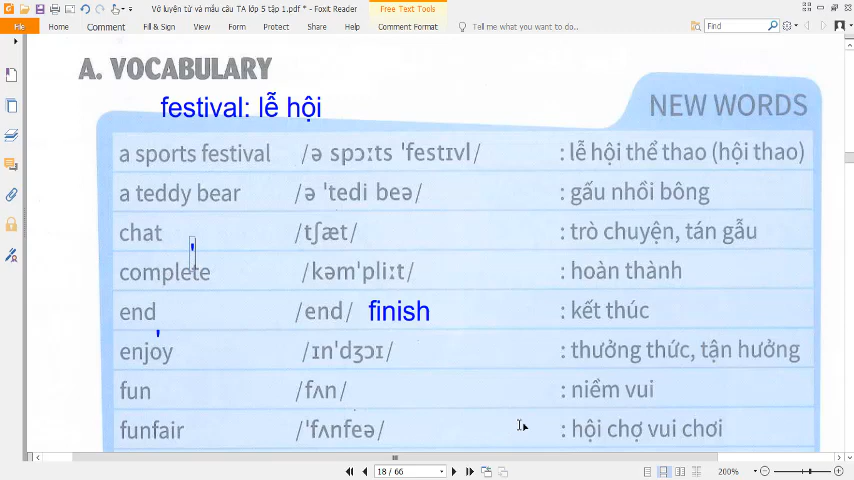 Vở luyện từ và mẫu câu TA lớp 5 tập 1.pdf * - Foxit Reader
Free Text Tools
File Home Comment Fill & Sign View Form Protect Share Help
Comment Format
Tell me what you want to do...
Find
A. VOCABULARY
festival: lễ hội
NEW WORDS
a sports festival /ə spɔɪts 'festɪvl/ : lễ hội thể thao (hội thao)
a teddy bear /ə 'tedi beə/ : gấu nhồi bông
chat /tʃæt/ : trò chuyện, tán gẫu
'
complete /kəm'pliːt/ : hoàn thành
end /end/ finish : kết thúc
'
enjoy /ɪn'dʒɔɪ/ : thưởng thức, tận hưởng
fun /fʌn/ : niềm vui
funfair /'fʌnfeə/ : hội chợ vui chơi
18 / 66
200%